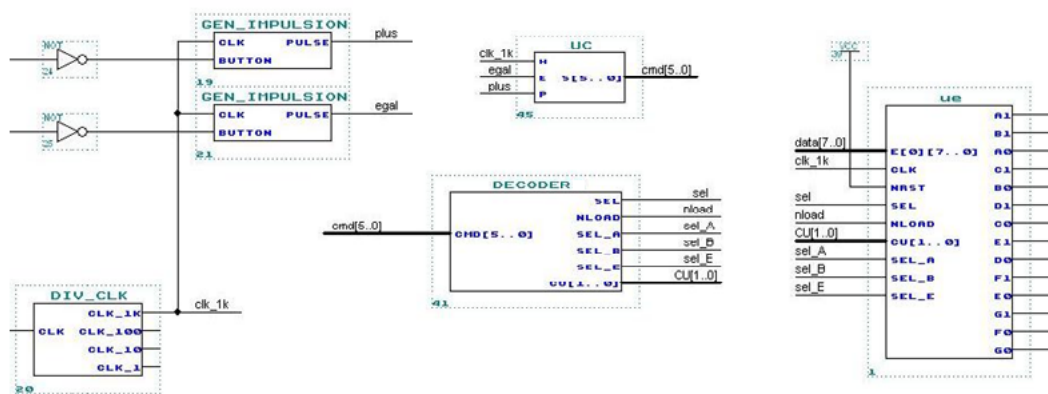 NOT
24
GEN_IMPULSION
CLK PULSE
BUTTON
19
plus
NOT
25
GEN_IMPULSION
CLK PULSE
BUTTON
21
egal
DIV_CLK
CLK_1K
CLK CLK_100
CLK_10
CLK_1
20
clk_1k
clk_1k
egal
plus
UC
H
E S[5..0]
P
45
cmd[5..0]
cmd[5..0]
DECODER
SEL
NLOAD
CMD[5..0] SEL_A
SEL_B
SEL_E
CU[1..0]
41
sel
nload
sel_A
sel_B
sel_E
CU[1..0]
VCC
data[7..0]
clk_1k
sel
nload
CU[1..0]
sel_A
sel_B
sel_E
ue
E[0][7..0]
CLK
NRST
SEL
NLOAD
CU[1..0]
SEL_A
SEL_B
SEL_E
A1
B1
A0
C1
B0
D1
C0
E1
D0
F1
E0
G1
F0
G0
1